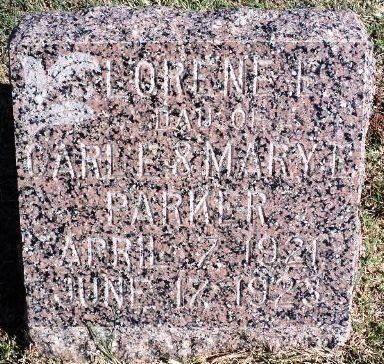 LORENE F.
DAU. OF
CARL E. & MARY E.
PARKER
APRIL 7, 1921
JUNE 17, 1923